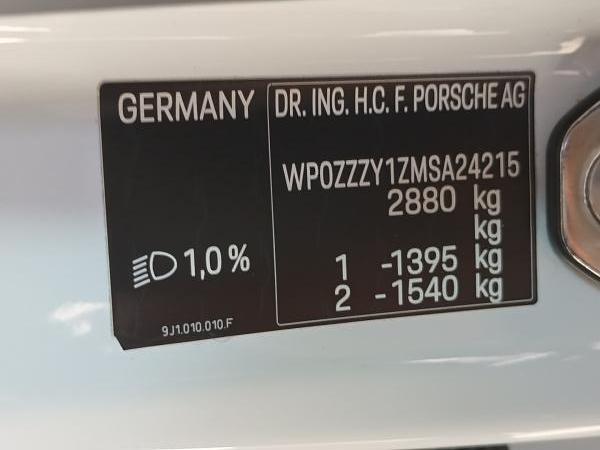 GERMANY
DR. ING. H.C. F. PORSCHE AG
WP0ZZZY1ZMSA24215
2880 kg
kg
1 -1395 kg
2 -1540 kg
1,0%
9J1.010.010.F